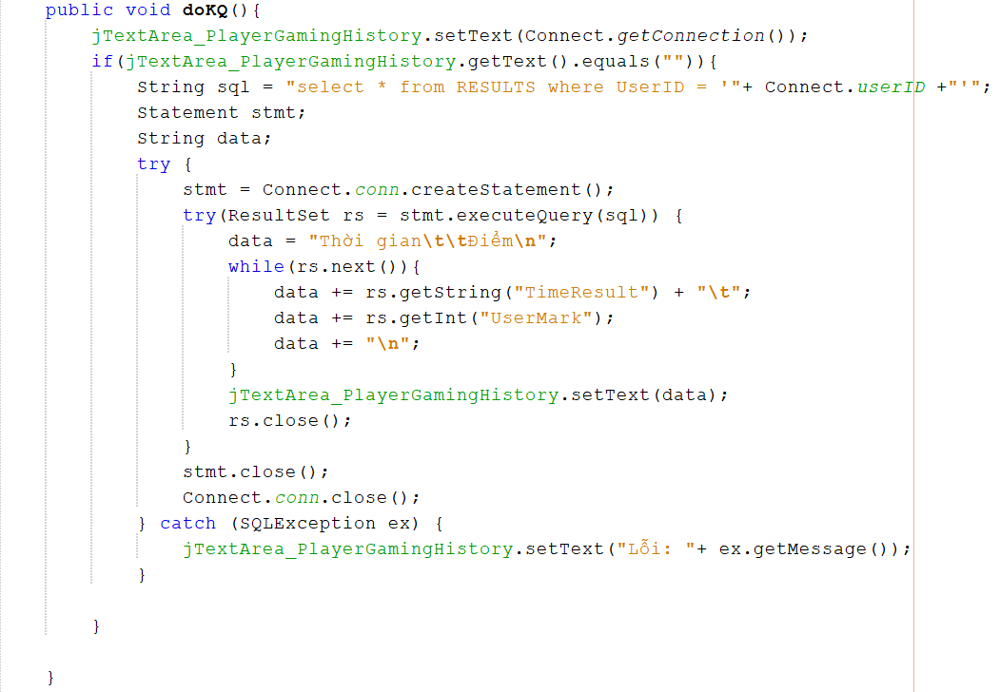 public void doKQ(){
jTextArea_PlayerGamingHistory.setText(Connect.getConnection());
if(jTextArea_PlayerGamingHistory.getText().equals("")){
String sql = "select * from RESULTS where UserID = '"+ Connect.userID +"'";
Statement stmt;
String data;
try {
stmt = Connect.conn.createStatement();
try(ResultSet rs = stmt.executeQuery(sql)) {
data = "Thời gian\t\tĐiểm\n";
while(rs.next()){
data += rs.getString("TimeResult") + "\t";
data += rs.getInt("UserMark");
data += "\n";
}
jTextArea_PlayerGamingHistory.setText(data);
rs.close();
}
stmt.close();
Connect.conn.close();
} catch (SQLException ex) {
jTextArea_PlayerGamingHistory.setText("Lỗi: "+ ex.getMessage());
}
}
}